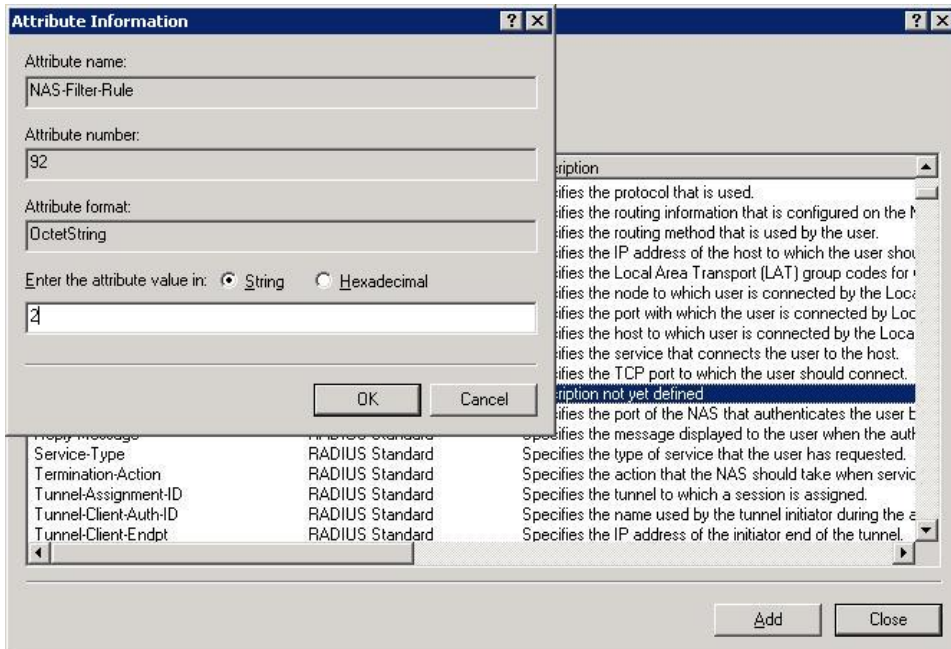 Attribute Information
Attribute name:
NAS-Filter-Rule
Attribute number:
92
Attribute format:
OctetString
Enter the attribute value in: String Hexadecimal
2
OK Cancel
ription
ifies the protocol that is used.
ifies the routing information that is configured on the N
ifies the routing method that is used by the user.
ifies the IP address of the host to which the user shou
ifies the Local Area Transport (LAT) group codes for
ifies the node to which user is connected by the Loca
ifies the port with which the user is connected by Loc
ifies the host to which user is connected by the Loca
ifies the service that connects the user to the host.
ifies the TCP port to which the user should connect.
ription not yet defined
ifies the port of the NAS that authenticates the user b
Reply-Message RADIUS Standard Specifies the message displayed to the user when the auth
Service-Type RADIUS Standard Specifies the type of service that the user has requested.
Termination-Action RADIUS Standard Specifies the action that the NAS should take when servic
Tunnel-Assignment-ID RADIUS Standard Specifies the tunnel to which a session is assigned.
Tunnel-Client-Auth-ID RADIUS Standard Specifies the name used by the tunnel initiator during the a
Tunnel-Client-Endpt RADIUS Standard Specifies the IP address of the initiator end of the tunnel.
Add Close